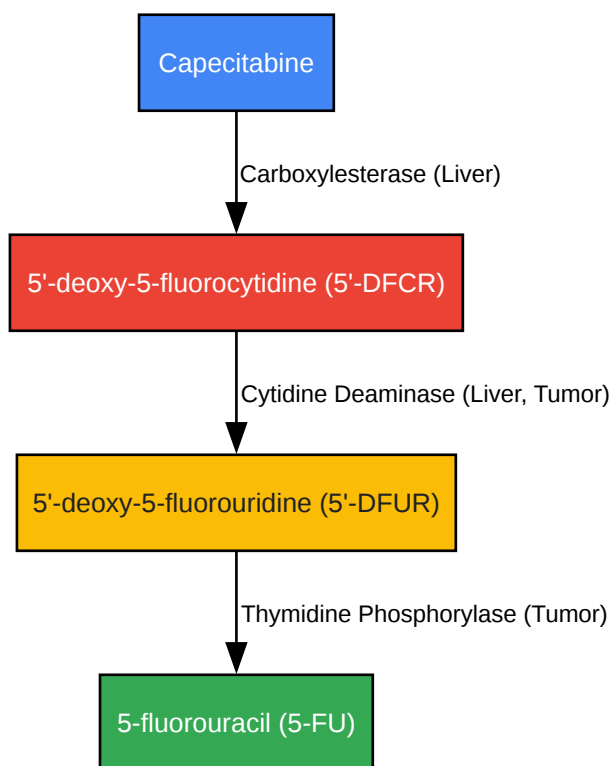 Capecitabine
Carboxylesterase (Liver)
5'-deoxy-5-fluorocytidine (5'-DFCR)
Cytidine Deaminase (Liver, Tumor)
5'-deoxy-5-fluorouridine (5'-DFUR)
Thymidine Phosphorylase (Tumor)
5-fluorouracil (5-FU)